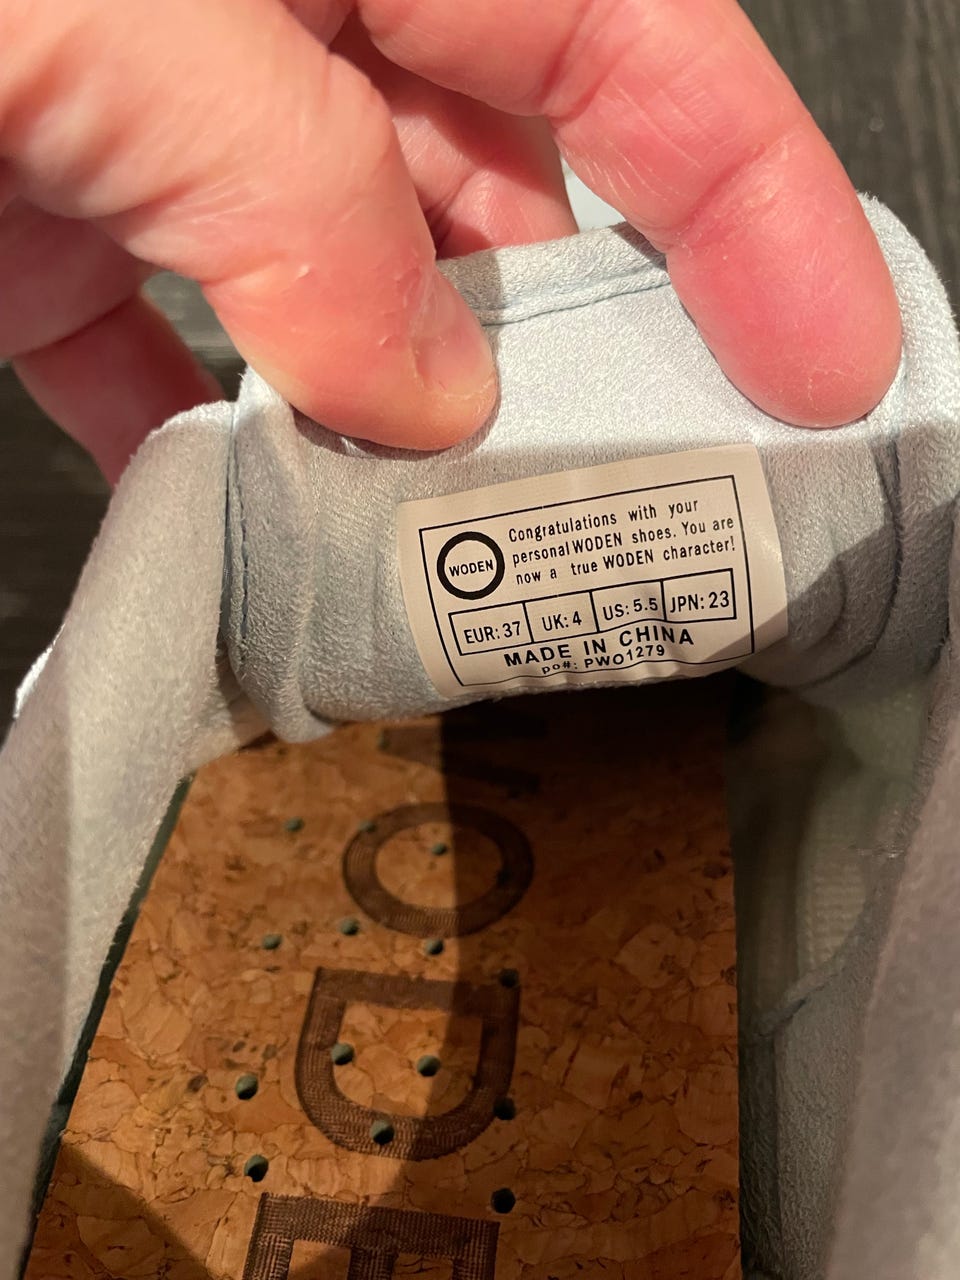 WODEN
Congratulations with your
personal WODEN shoes. You are
now a true WODEN character!
EUR: 37 UK: 4 US: 5.5 JPN: 23
MADE IN CHINA
po#: PWO1279
WODE